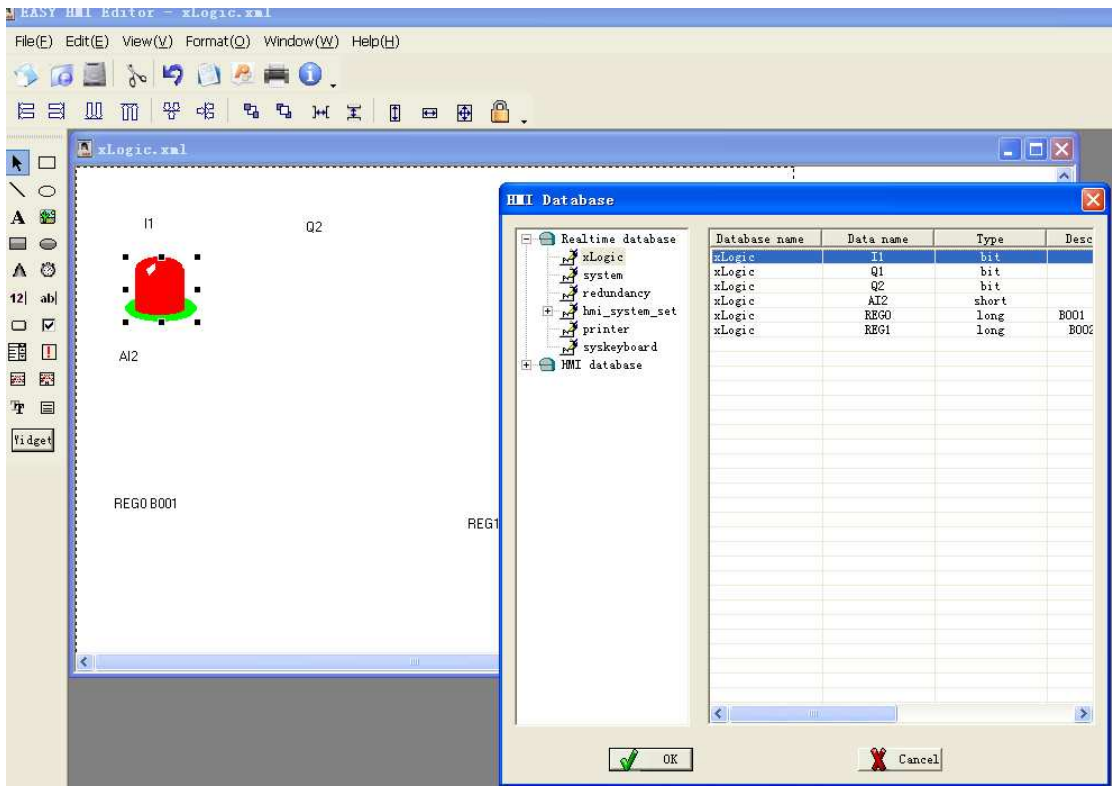 EASY HMI Editor - xLogic.xml
File(F) Edit(E) View(V) Format(O) Window(W) Help(H)
xLogic.xml
I1
Q2
AI2
REG0 B001
REG1
A
12| ab|
Widget
HMI Database
Realtime database
xLogic
system
redundancy
hmi_system_set
printer
syskeyboard
HMI database
Database name Data name Type Desc
xLogic I1 bit
xLogic Q1 bit
xLogic Q2 bit
xLogic AI2 short
xLogic REG0 long B001
xLogic REG1 long B002
OK
Cancel